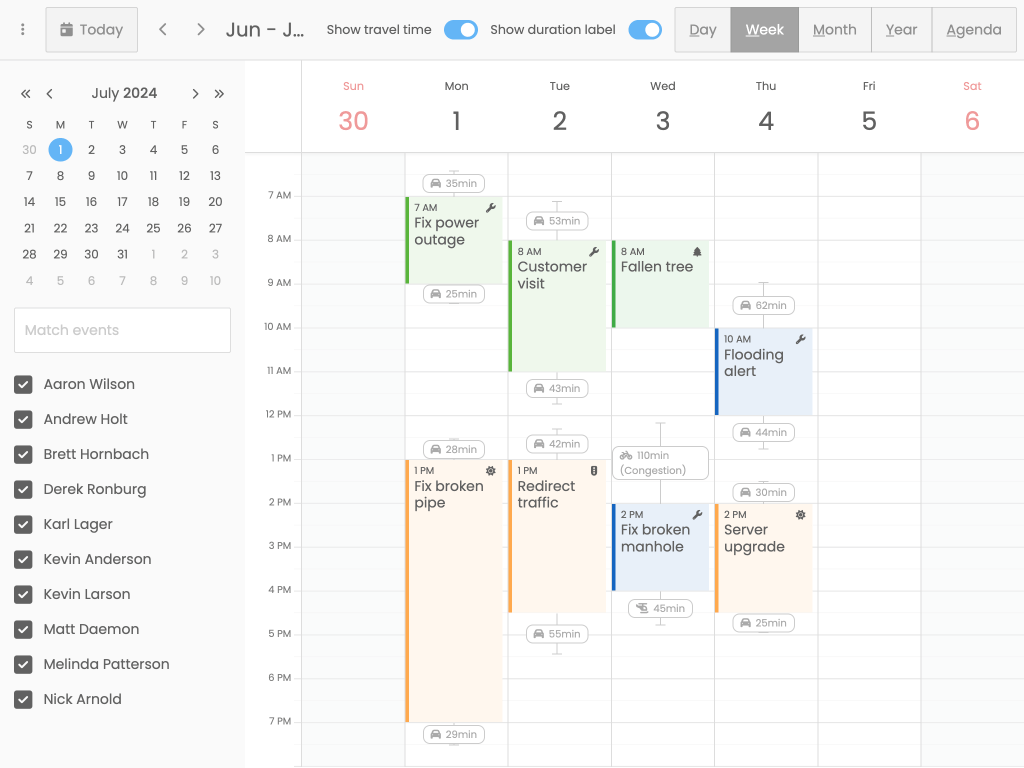 Today
Jun - J...
Show travel time
Show duration label
Day
Week
Month
Year
Agenda
July 2024
S M T W T F S
30 1 2 3 4 5 6
7 8 9 10 11 12 13
14 15 16 17 18 19 20
21 22 23 24 25 26 27
28 29 30 31 1 2 3
4 5 6 7 8 9 10
Match events
Aaron Wilson
Andrew Holt
Brett Hornbach
Derek Ronburg
Karl Lager
Kevin Anderson
Kevin Larson
Matt Daemon
Melinda Patterson
Nick Arnold
Sun Mon Tue Wed Thu Fri Sat
30 1 2 3 4 5 6
7 AM
8 AM
9 AM
10 AM
11 AM
12 PM
1 PM
2 PM
3 PM
4 PM
5 PM
6 PM
7 PM
35min
7 AM
Fix power
outage
25min
28min
1 PM
Fix broken
pipe
29min
53min
8 AM
Customer
visit
43min
42min
1 PM
Redirect
traffic
55min
8 AM
Fallen tree
110min
(Congestion)
2 PM
Fix broken
manhole
45min
62min
10 AM
Flooding
alert
44min
30min
2 PM
Server
upgrade
25min